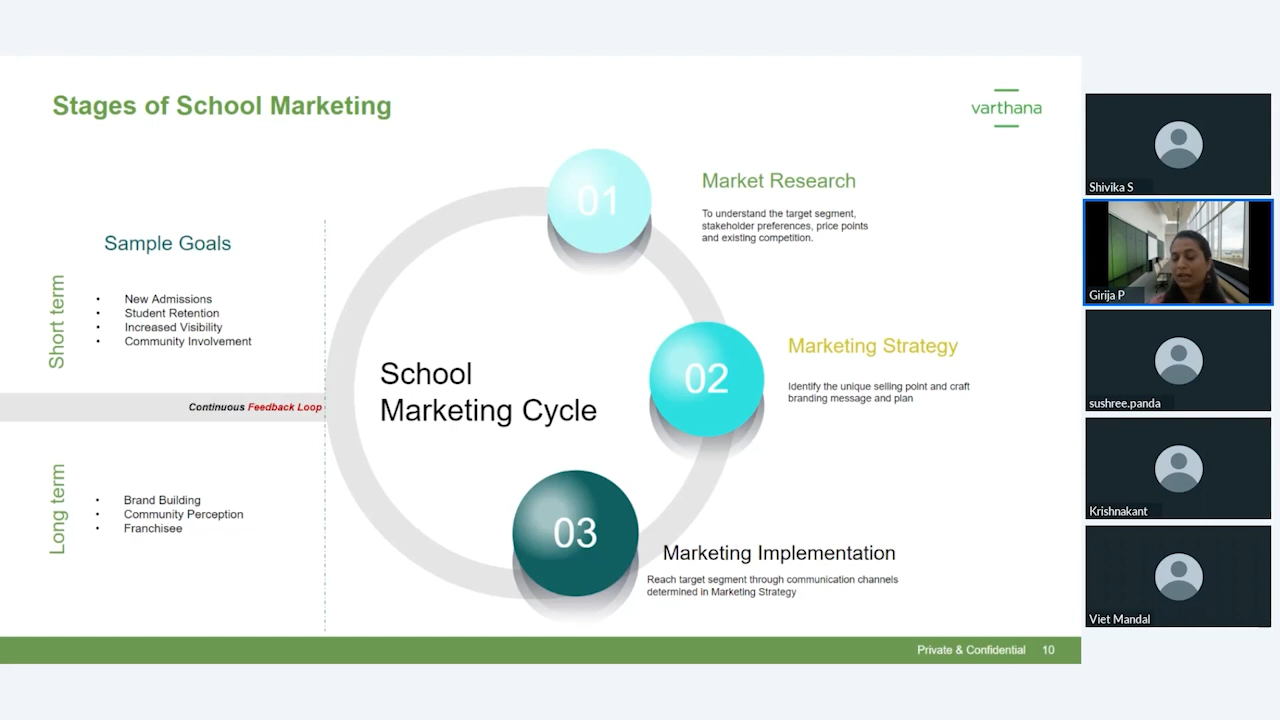 Stages of School Marketing
varthana
Sample Goals
Short term
• New Admissions
• Student Retention
• Increased Visibility
• Community Involvement
Continuous Feedback Loop
Long term
• Brand Building
• Community Perception
• Franchisee
School
Marketing Cycle
01
Market Research
To understand the target segment,
stakeholder preferences, price points
and existing competition.
02
Marketing Strategy
Identify the unique selling point and craft
branding message and plan
03
Marketing Implementation
Reach target segment through communication channels
determined in Marketing Strategy
Private & Confidential 10
Shivika S
Girija P
sushree.panda
Krishnakant
Viet Mandal